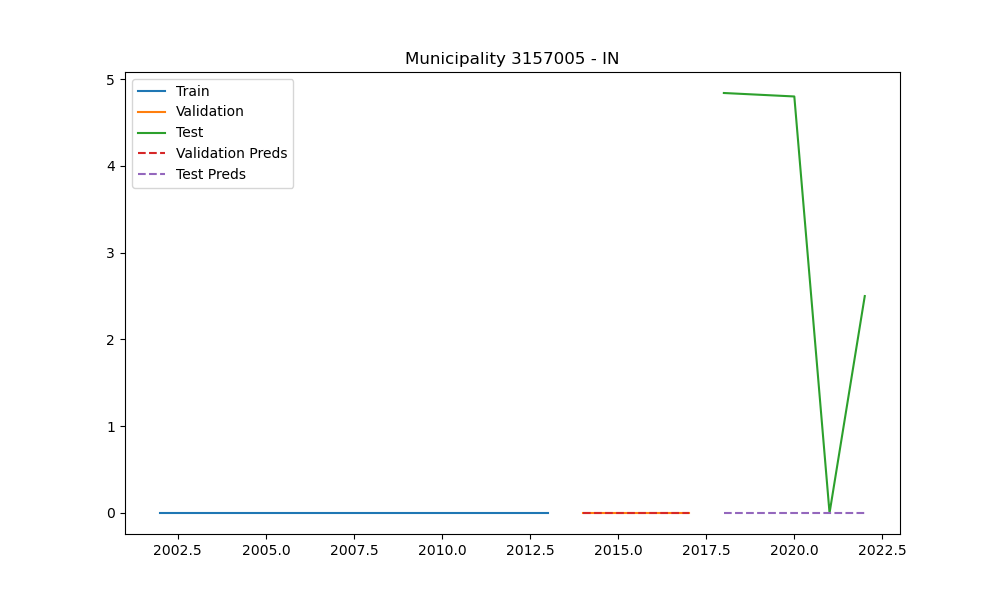 Municipality 3157005 - IN
Train
Validation
Test
Validation Preds
Test Preds
5
4
3
2
1
0
2002.5 2005.0 2007.5 2010.0 2012.5 2015.0 2017.5 2020.0 2022.5